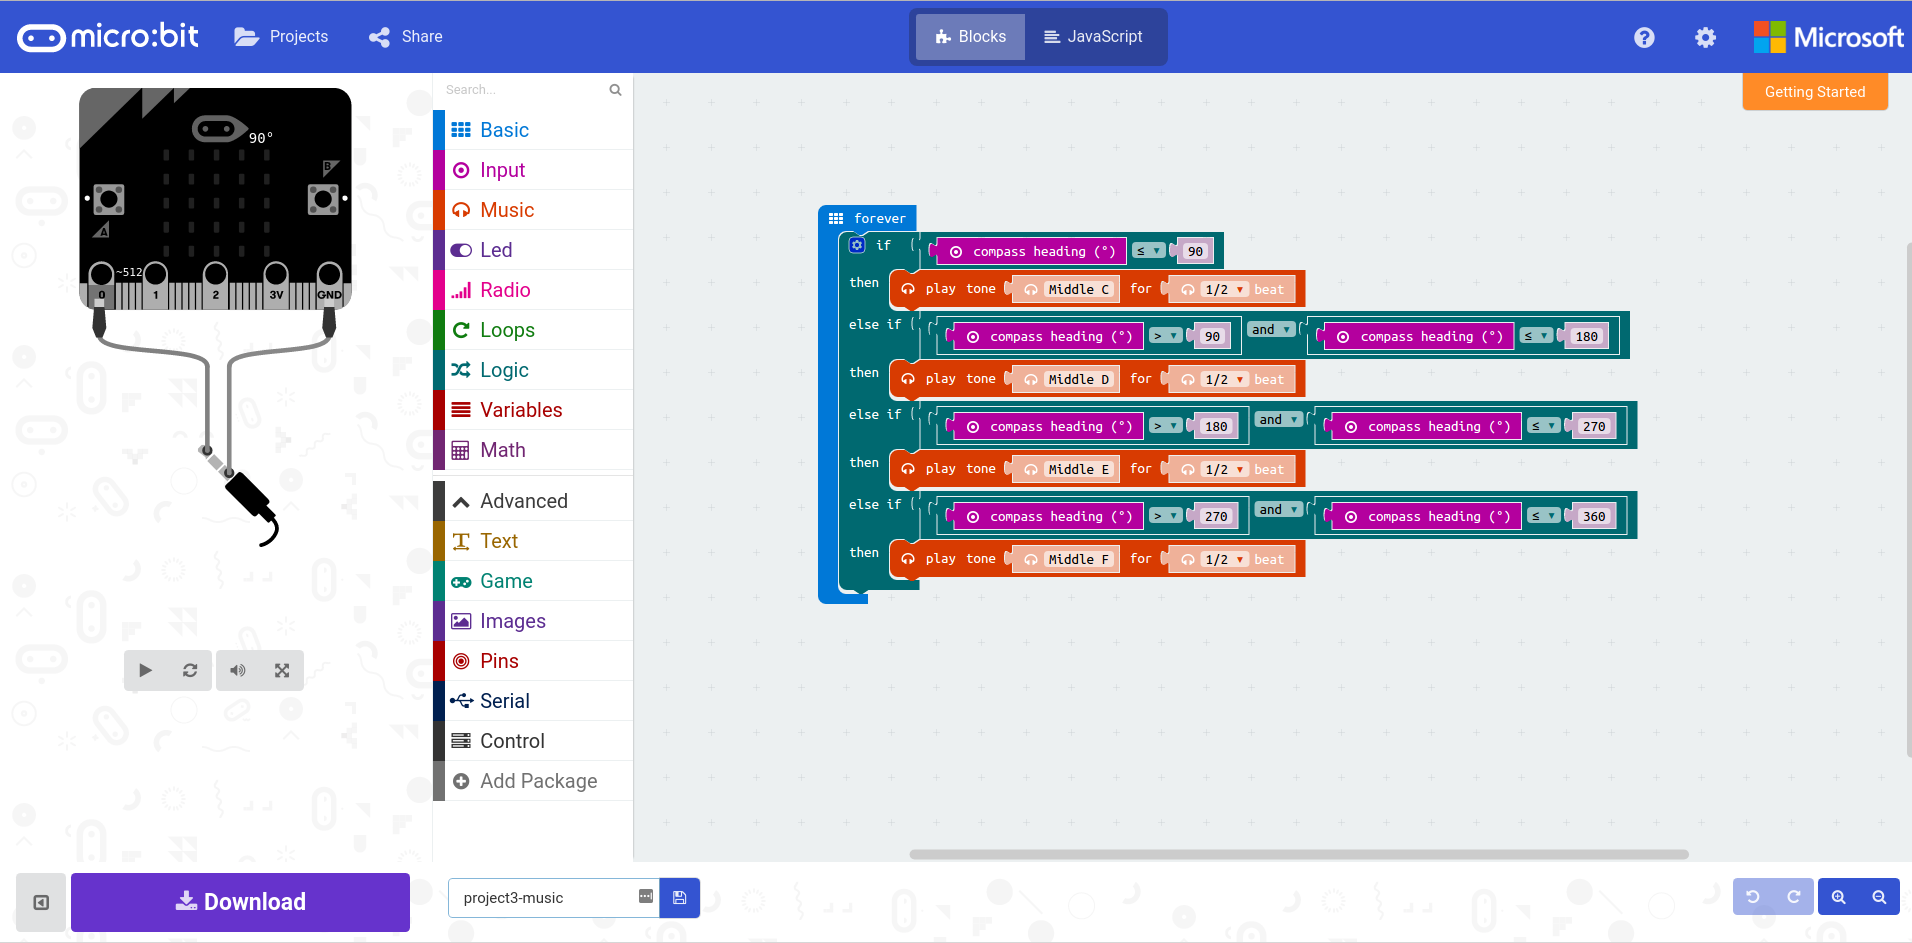 micro:bit
Projects
Share
Blocks
JavaScript
Microsoft
Getting Started
90°
B
A
~512
0 1 2 3V GND
Search...
Basic
Input
Music
Led
Radio
Loops
Logic
Variables
Math
Advanced
Text
Game
Images
Pins
Serial
Control
Add Package
forever
if compass heading (°) ≤ 90
then play tone Middle C for 1/2 beat
else if compass heading (°) > 90 and compass heading (°) ≤ 180
then play tone Middle D for 1/2 beat
else if compass heading (°) > 180 and compass heading (°) ≤ 270
then play tone Middle E for 1/2 beat
else if compass heading (°) > 270 and compass heading (°) ≤ 360
then play tone Middle F for 1/2 beat
Download
project3-music